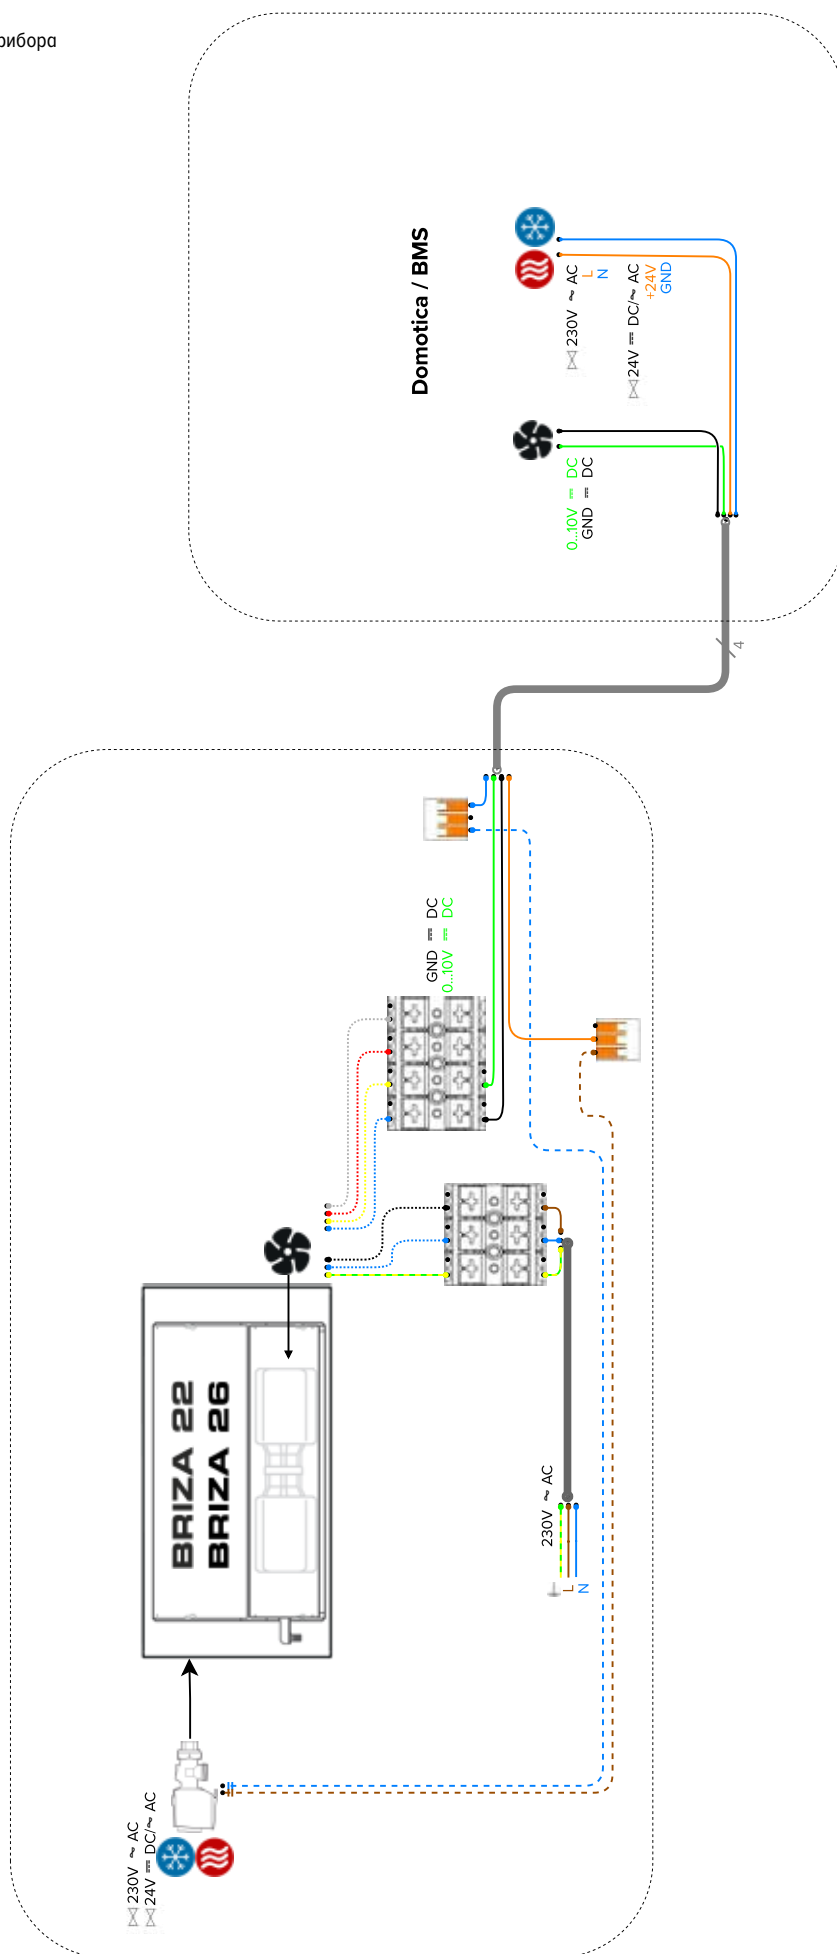 рибора
Domotica / BMS
230V ~ AC
L
N
24V ⎓ DC/~ AC
+24V
GND
0...10V ⎓ DC
GND ⎓ DC
4
GND ⎓ DC
0...10V ⎓ DC
BRIZA 22
BRIZA 26
230V ~ AC
L
N
230V ~ AC
24V ⎓ DC/~ AC